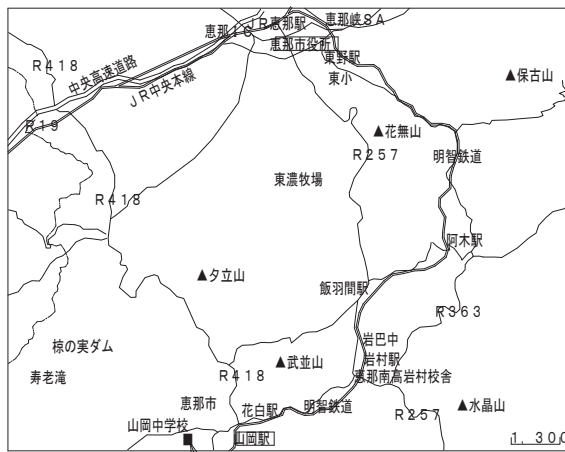 恵那峡SA
JR恵那駅
恵那IC
恵那市役所
東野駅
R418
中央高速道路
東小
▲保古山
JR中央本線
R19
▲花無山
R257
明智鉄道
東濃牧場
R418
阿木駅
▲夕立山
飯羽間駅
R363
岩巴中
椋の実ダム
岩村駅
▲武並山
寿老滝
R418
恵那南高岩村校舎
恵那市
花白駅
明智鉄道
▲水晶山
R257
山岡中学校
山岡駅
1,300